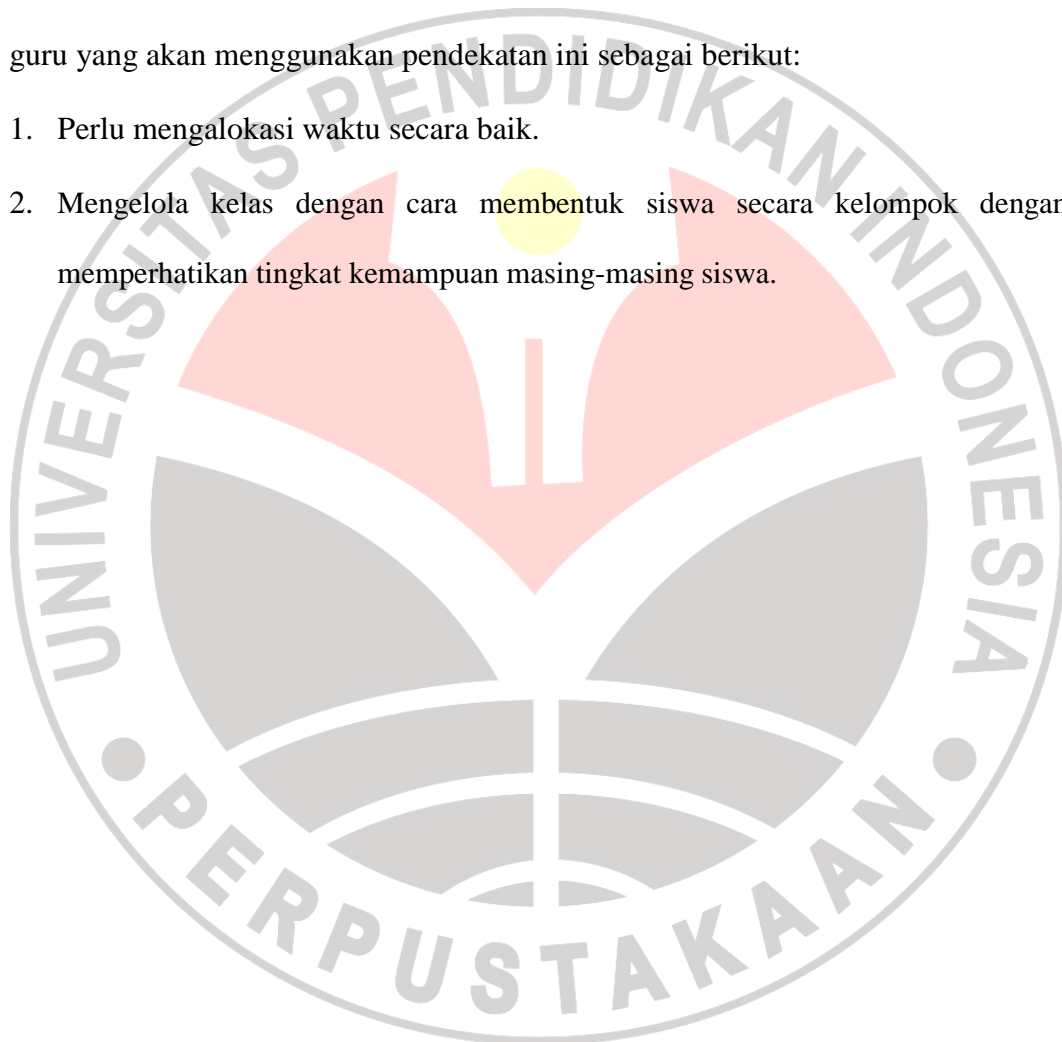 guru yang akan menggunakan pendekatan ini sebagai berikut:
1. Perlu mengalokasi waktu secara baik.
2. Mengelola kelas dengan cara membentuk siswa secara kelompok dengan
memperhatikan tingkat kemampuan masing-masing siswa.
UNIVERSITAS PENDIDIKAN INDONESIA
PERPUSTAKAAN